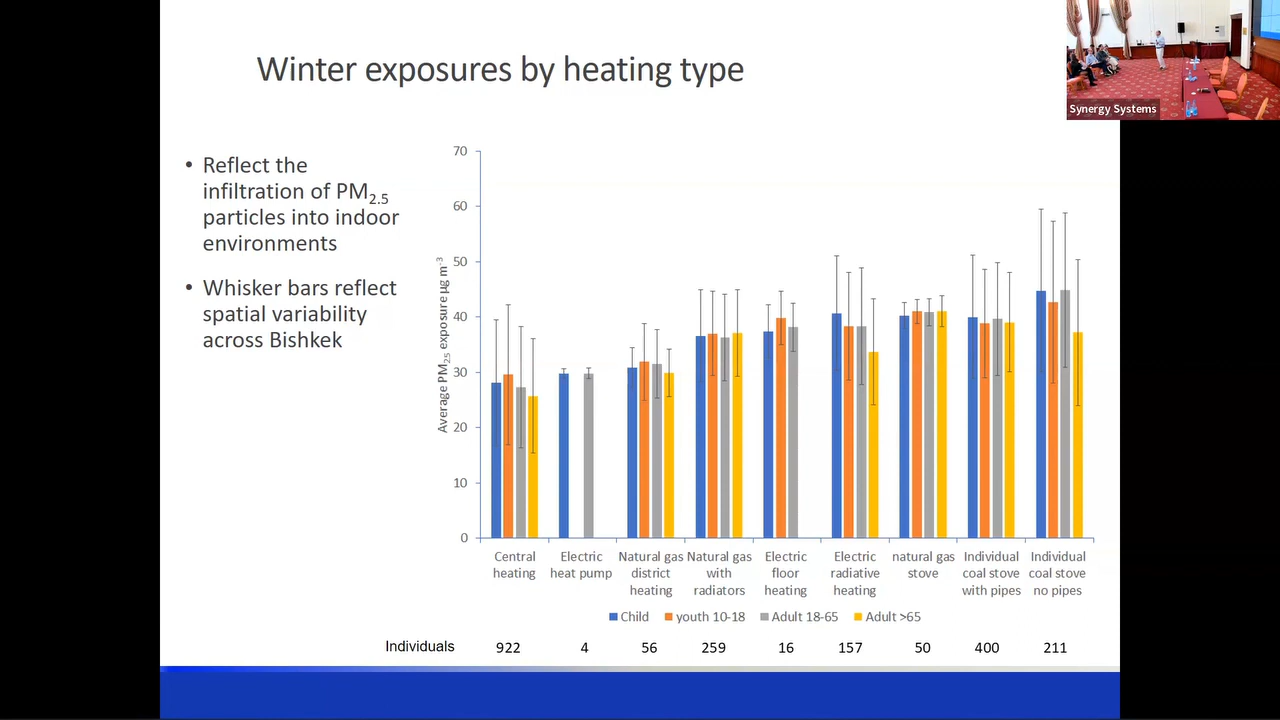 Winter exposures by heating type
Synergy Systems
• Reflect the
infiltration of PM2.5
particles into indoor
environments
• Whisker bars reflect
spatial variability
across Bishkek
Average PM2.5 exposure µg m-3
70
60
50
40
30
20
10
0
Central
heating
Electric
heat pump
Natural gas
district
heating
Natural gas
with
radiators
Electric
floor
heating
Electric
radiative
heating
natural gas
stove
Individual
coal stove
with pipes
Individual
coal stove
no pipes
Child youth 10-18 Adult 18-65 Adult >65
Individuals 922 4 56 259 16 157 50 400 211